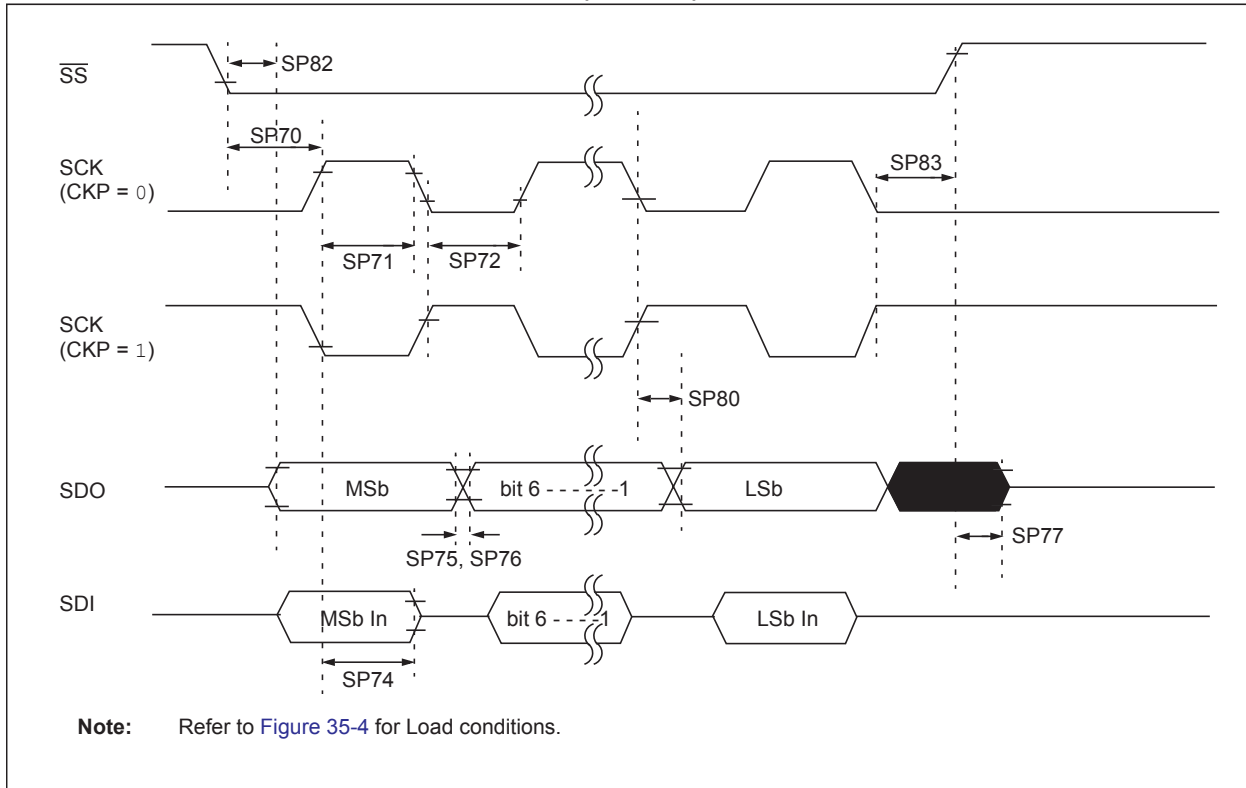 SS
SP82
SP70
SCK
(CKP = 0)
SP83
SP71
SP72
SCK
(CKP = 1)
SP80
SDO
MSb
bit 6 - - - - - -1
LSb
SP77
SP75, SP76
SDI
MSb In
bit 6 - - - -1
LSb In
SP74
Note: Refer to Figure 35-4 for Load conditions.